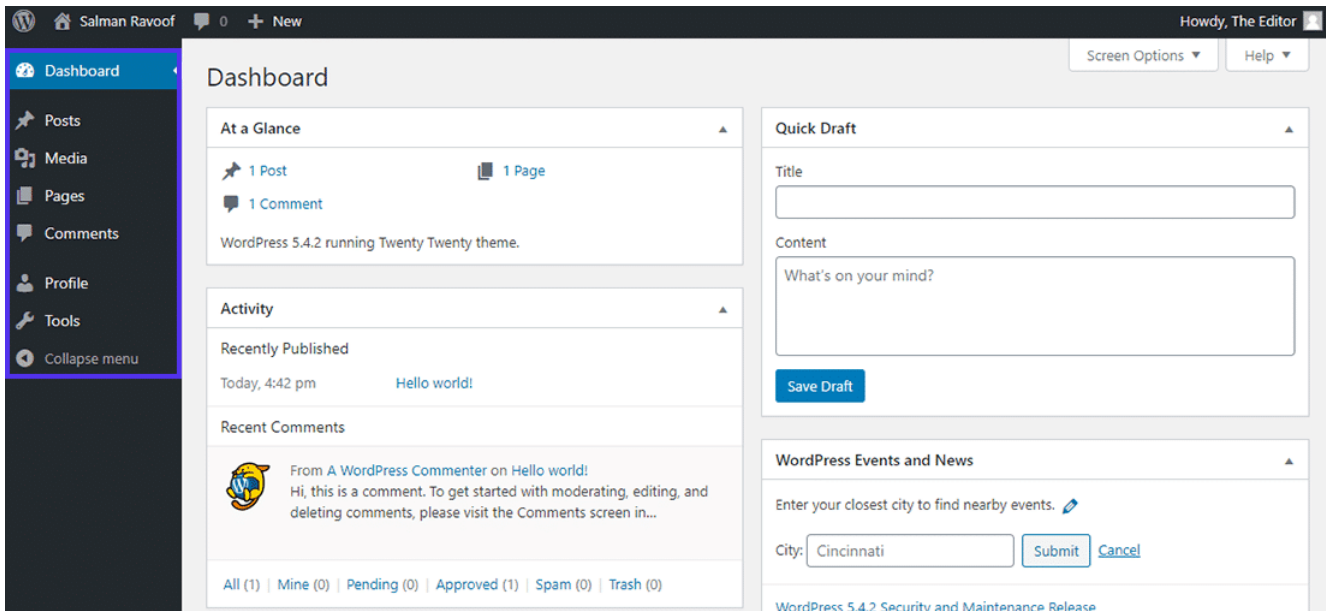 Salman Ravoof 0 + New Howdy, The Editor
Dashboard
Posts
Media
Pages
Comments
Profile
Tools
Collapse menu
Screen Options ▼ Help ▼
Dashboard
At a Glance
1 Post 1 Page
1 Comment
WordPress 5.4.2 running Twenty Twenty theme.
Activity
Recently Published
Today, 4:42 pm Hello world!
Recent Comments
From A WordPress Commenter on Hello world!
Hi, this is a comment. To get started with moderating, editing, and
deleting comments, please visit the Comments screen in...
All (1) | Mine (0) | Pending (0) | Approved (1) | Spam (0) | Trash (0)
Quick Draft
Title
Content
What's on your mind?
Save Draft
WordPress Events and News
Enter your closest city to find nearby events.
City: Cincinnati Submit Cancel
WordPress 5.4.2 Security and Maintenance Release